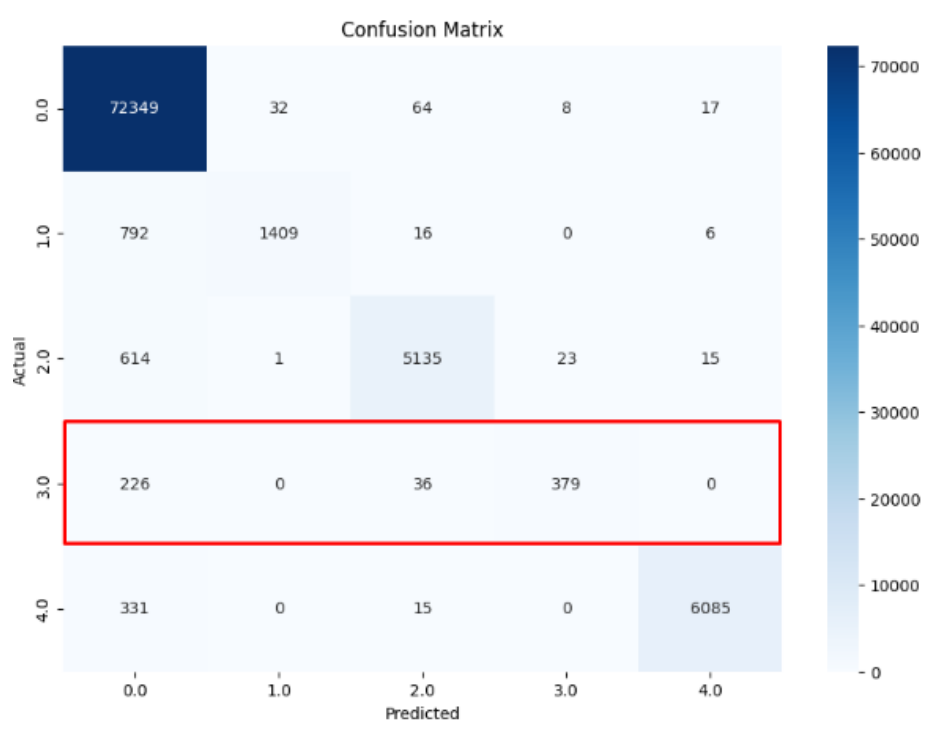 Confusion Matrix
0.0 72349 32 64 8 17
1.0 792 1409 16 0 6
2.0 614 1 5135 23 15
3.0 226 0 36 379 0
4.0 331 0 15 0 6085
0.0 1.0 2.0 3.0 4.0
Predicted
Actual
70000
60000
50000
40000
30000
20000
10000
0